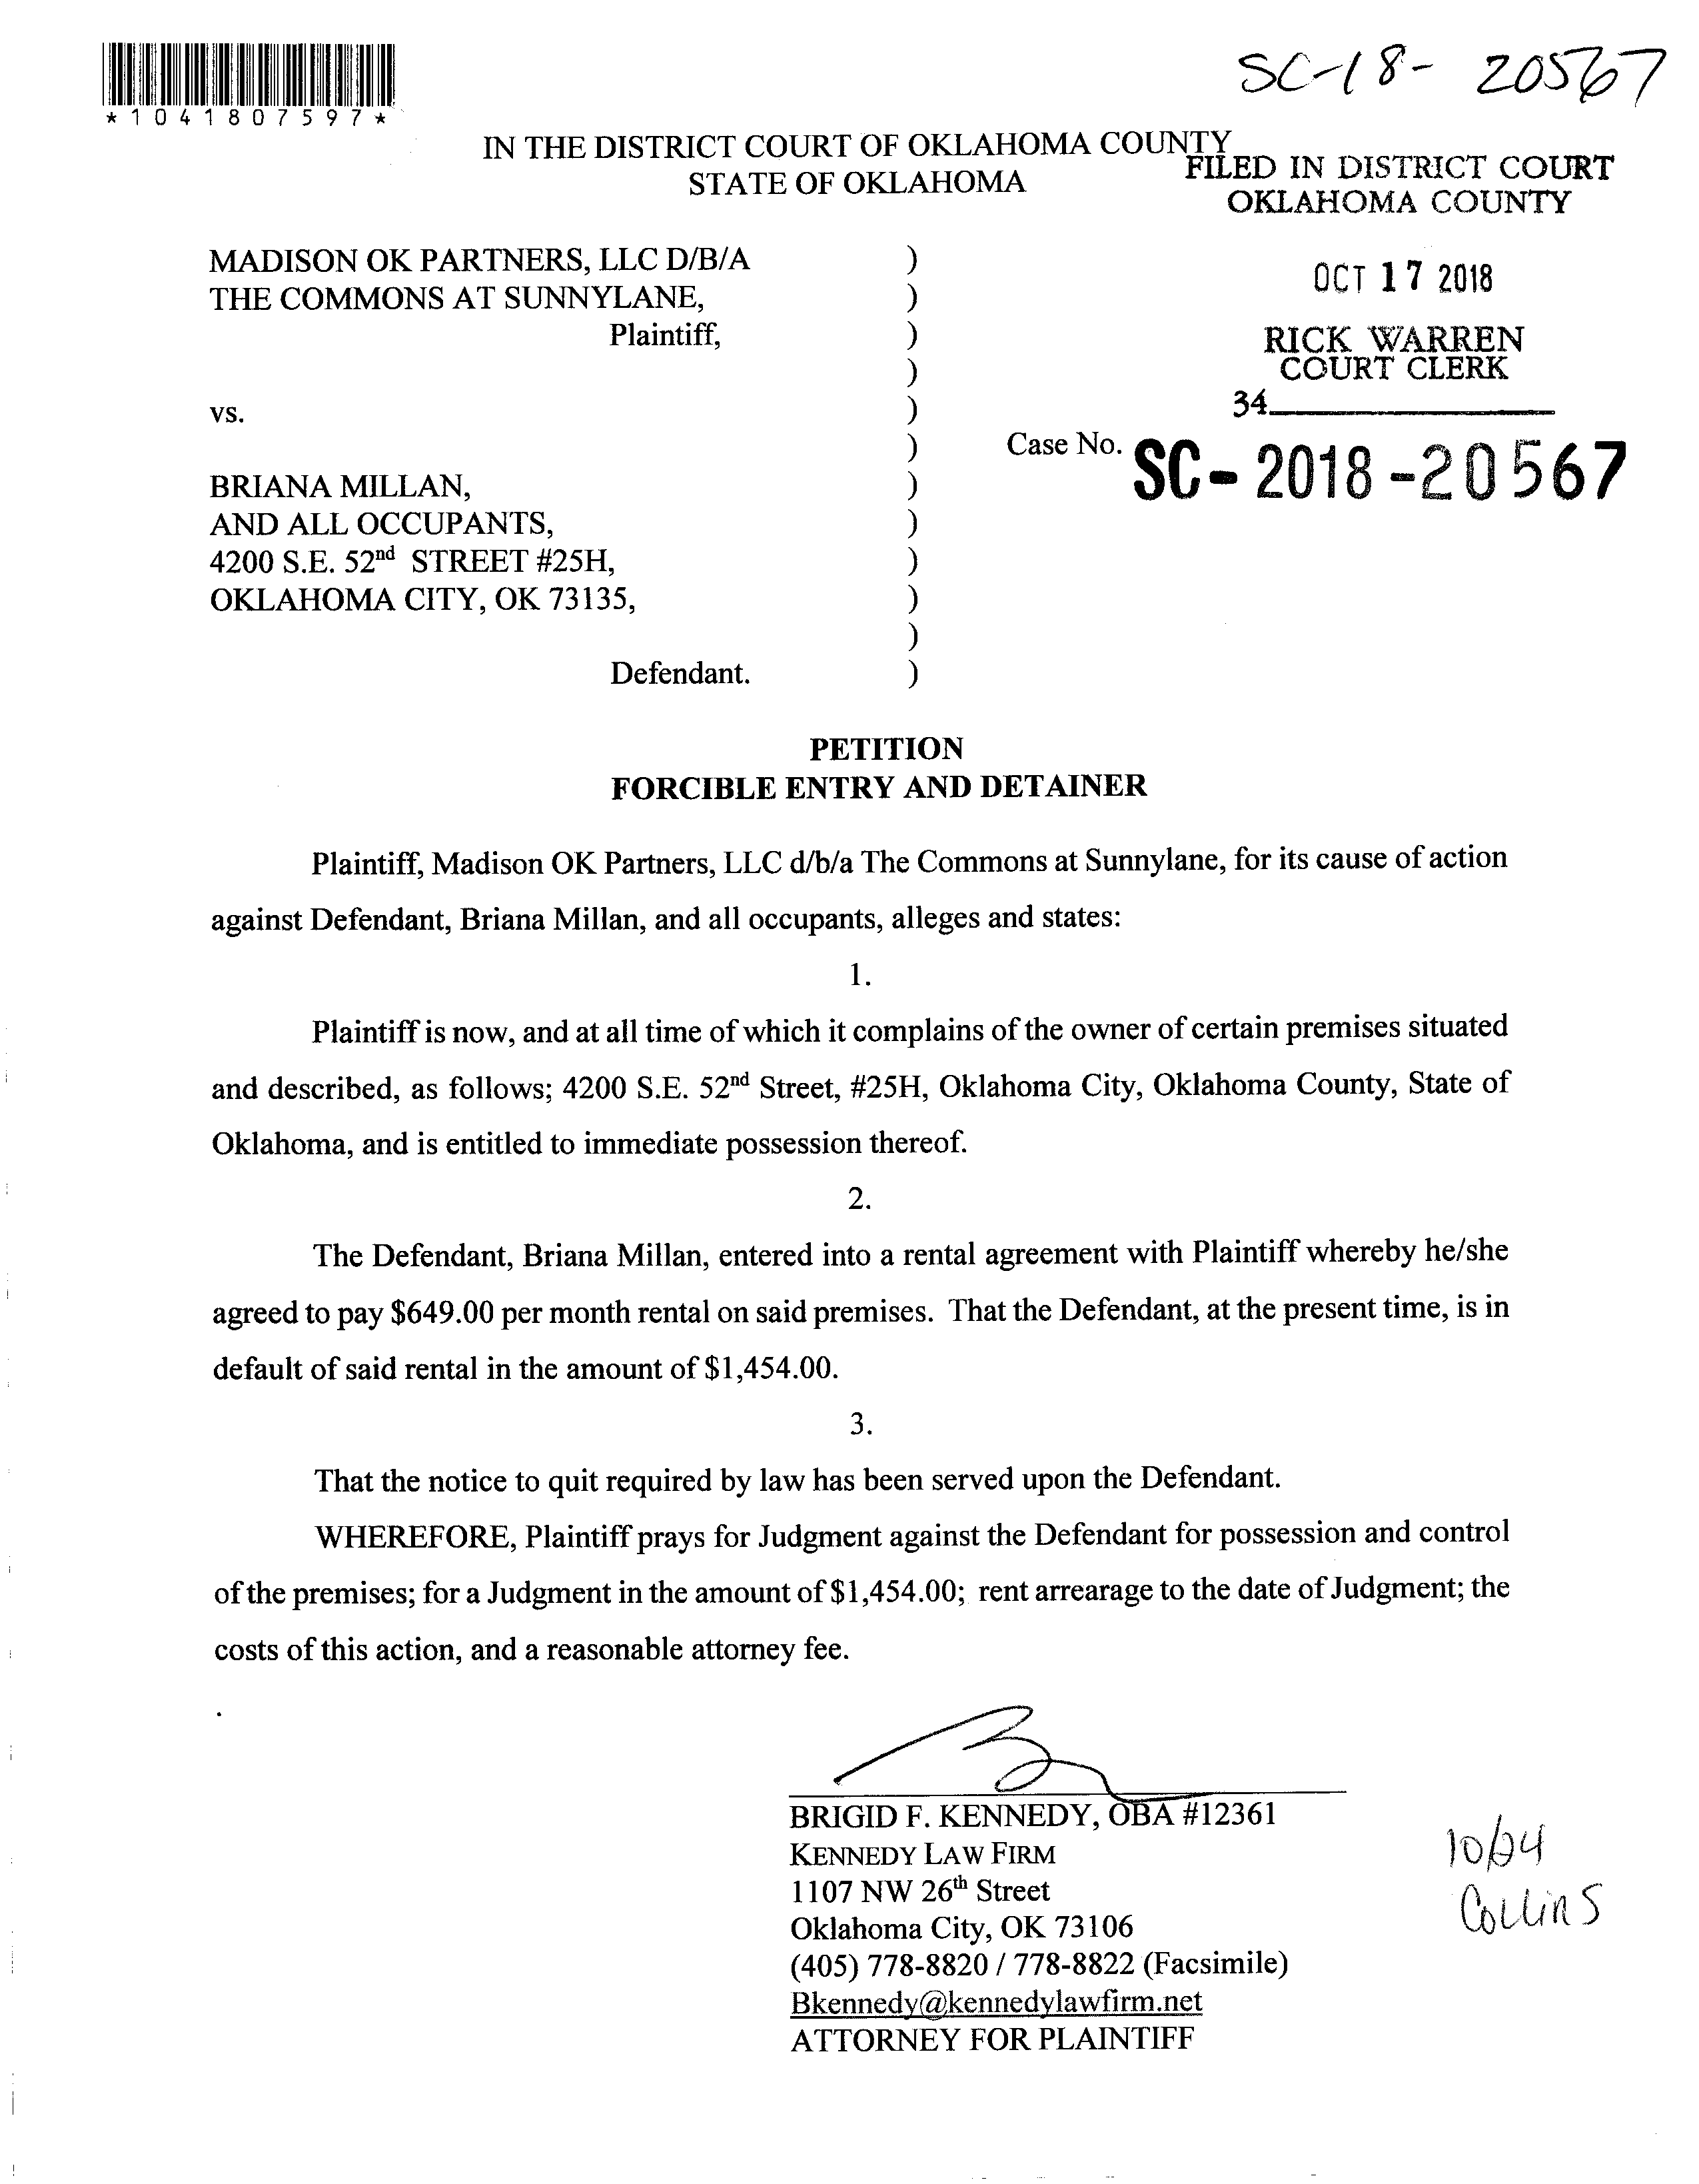 SC-18- 20567
*1041807597*
IN THE DISTRICT COURT OF OKLAHOMA COUNTY
STATE OF OKLAHOMA
FILED IN DISTRICT COURT
OKLAHOMA COUNTY
OCT 17 2018
RICK WARREN
COURT CLERK
34
MADISON OK PARTNERS, LLC D/B/A )
THE COMMONS AT SUNNYLANE, )
Plaintiff, )
)
vs. )
Case No. SC-2018-20567
)
BRIANA MILLAN, )
AND ALL OCCUPANTS, )
4200 S.E. 52nd STREET #25H, )
OKLAHOMA CITY, OK 73135, )
)
Defendant. )
PETITION
FORCIBLE ENTRY AND DETAINER
Plaintiff, Madison OK Partners, LLC d/b/a The Commons at Sunnylane, for its cause of action
against Defendant, Briana Millan, and all occupants, alleges and states:
1.
Plaintiff is now, and at all time of which it complains of the owner of certain premises situated
and described, as follows; 4200 S.E. 52nd Street, #25H, Oklahoma City, Oklahoma County, State of
Oklahoma, and is entitled to immediate possession thereof.
2.
The Defendant, Briana Millan, entered into a rental agreement with Plaintiff whereby he/she
agreed to pay $649.00 per month rental on said premises. That the Defendant, at the present time, is in
default of said rental in the amount of $1,454.00.
3.
That the notice to quit required by law has been served upon the Defendant.
WHEREFORE, Plaintiff prays for Judgment against the Defendant for possession and control
of the premises; for a Judgment in the amount of $1,454.00; rent arrearage to the date of Judgment; the
costs of this action, and a reasonable attorney fee.
BRIGID F. KENNEDY, OBA #12361
KENNEDY LAW FIRM
1107 NW 26th Street
Oklahoma City, OK 73106
(405) 778-8820 / 778-8822 (Facsimile)
Bkennedy@kennedylawfirm.net
ATTORNEY FOR PLAINTIFF
10/24
Collins